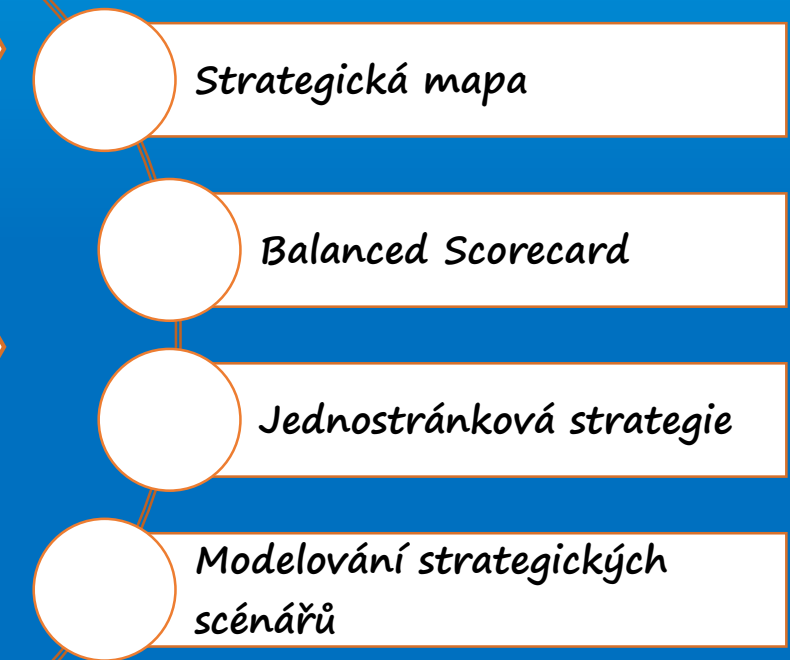 Strategická mapa
Balanced Scorecard
Jednostránková strategie
Modelování strategických
scénářů